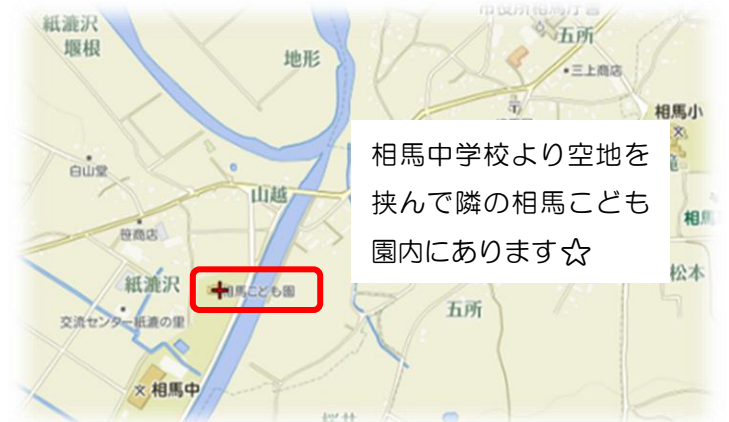 市役所相馬庁舎
紙漉沢
堰根
地形
五所
三上商店
相馬小
相馬中学校より空地を
挟んで隣の相馬こども
園内にあります☆
白山堂
山越
笹商店
相馬
紙漉沢
相馬こども園
松本
五所
交流センター紙漉の里
相馬中
桜井